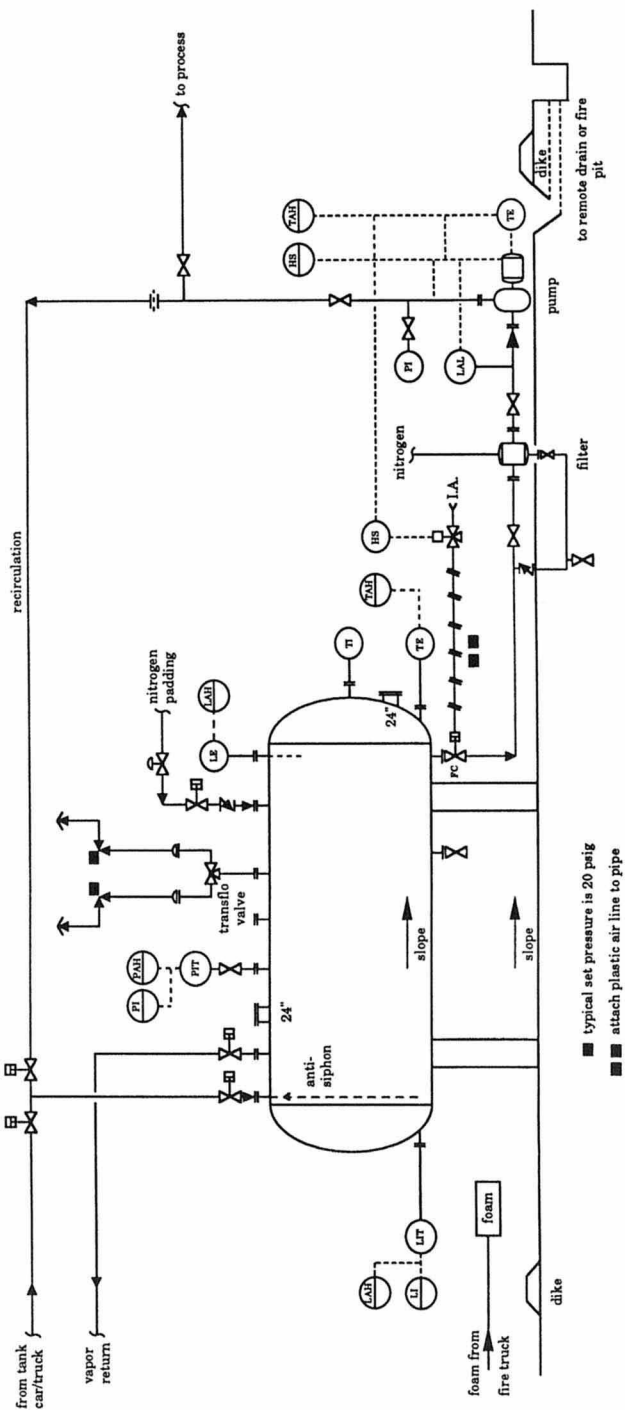 from tank
car/truck
vapor
return
recirculation
to process
nitrogen
padding
transflo
valve
LAH
LE
PAH
PI
PIT
24"
anti-
siphon
slope
TI
24"
TAH
TE
FC
HS
I.A.
nitrogen
filter
PI
LAL
HS
TAH
TE
pump
dike
to remote drain or fire
pit
LAH
LI
LIT
foam
foam from
fire truck
dike
slope
typical set pressure is 20 psig
attach plastic air line to pipe